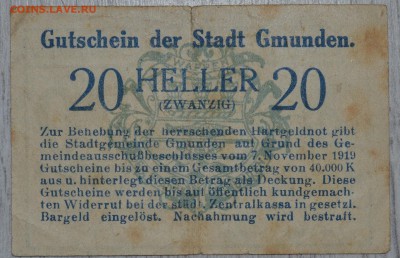 COINS.LAVE.RU
Gutschein der Stadt Gmunden.
20 HELLER 20
(ZWANZIG)
Zur Behebung der herrschenden Hartgeldnot gibt
die Stadtgemeinde Gmunden auf Grund des Ge-
meindeausschußbeschlusses vom 7. November 1919
Gutscheine bis zu einem Gesamtbetrag von 40.000 K
aus u. hinterlegt diesen Betrag als Deckung. Diese
Gutscheine werden bis auf öffentlich kundgemach-
ten Widerruf bei der städt. Zentralkassa in gesetzl.
Bargeld eingelöst. Nachahmung wird bestraft.